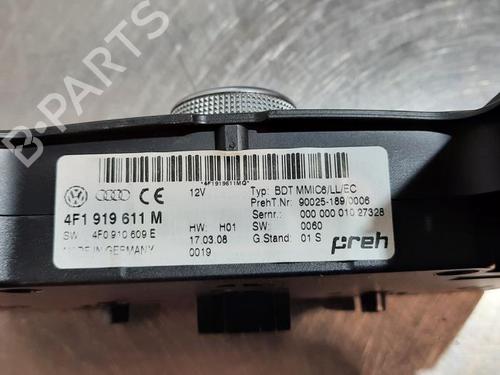 *4F1919611MQ*
CE 12V Typ: BDT MMIC6/LL/EC
PrehT.Nr: 90025-189/0006
4F1 919 611 M Sernr.: 000 000 010 27328
SW: 4F0 910 609 E HW: H01 SW: 0060
MADE IN GERMANY 17.03.08 G.Stand: 01 S
0019 preh
B-PARTS